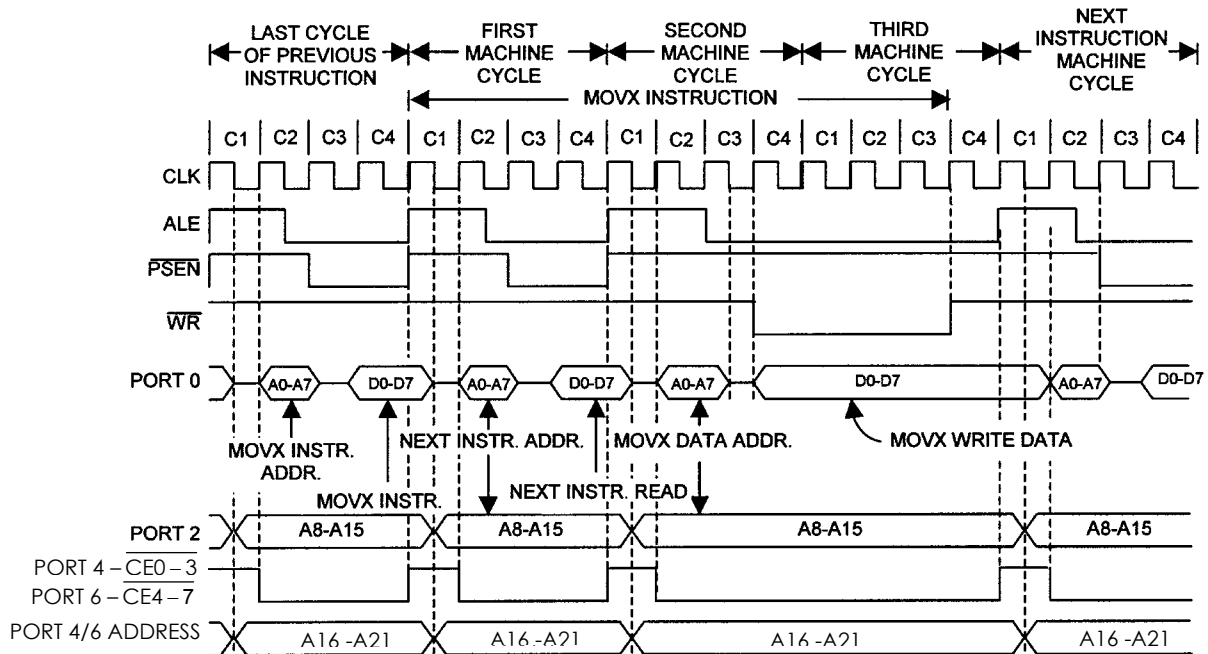 LAST CYCLE
OF PREVIOUS
INSTRUCTION
FIRST
MACHINE
CYCLE
SECOND
MACHINE
CYCLE
THIRD
MACHINE
CYCLE
NEXT
INSTRUCTION
MACHINE
CYCLE
MOVX INSTRUCTION
C1 C2 C3 C4 C1 C2 C3 C4 C1 C2 C3 C4 C1 C2 C3 C4 C1 C2 C3 C4
CLK
ALE
PSEN
WR
PORT 0 A0-A7 D0-D7 A0-A7 D0-D7 A0-A7 D0-D7 A0-A7 D0-D7
MOVX INSTR.
ADDR.
NEXT INSTR. ADDR.
MOVX DATA ADDR.
MOVX WRITE DATA
MOVX INSTR.
NEXT INSTR. READ
PORT 2 A8-A15 A8-A15 A8-A15 A8-A15
PORT 4 – CE0 – 3
PORT 6 – CE4 – 7
PORT 4/6 ADDRESS A16 -A21 A16 -A21 A16 -A21 A16 -A21